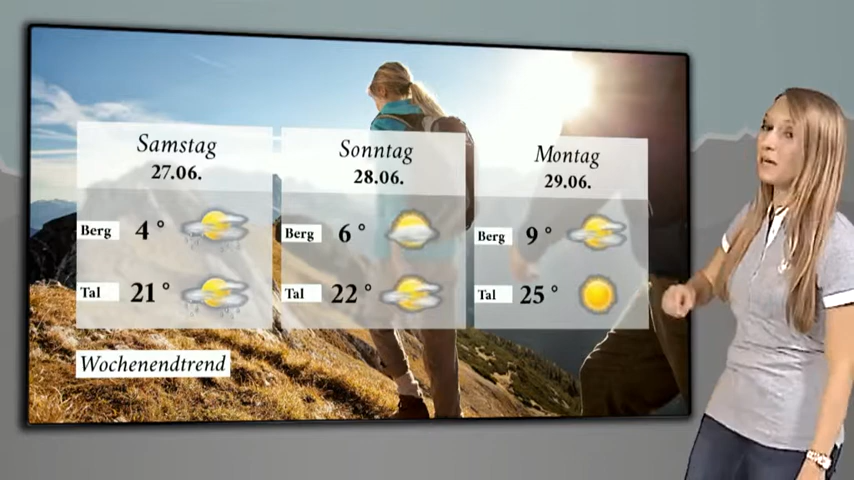 Samstag
27.06.
Berg 4°
Tal 21°
Sonntag
28.06.
Berg 6°
Tal 22°
Montag
29.06.
Berg 9°
Tal 25°
Wochenendtrend